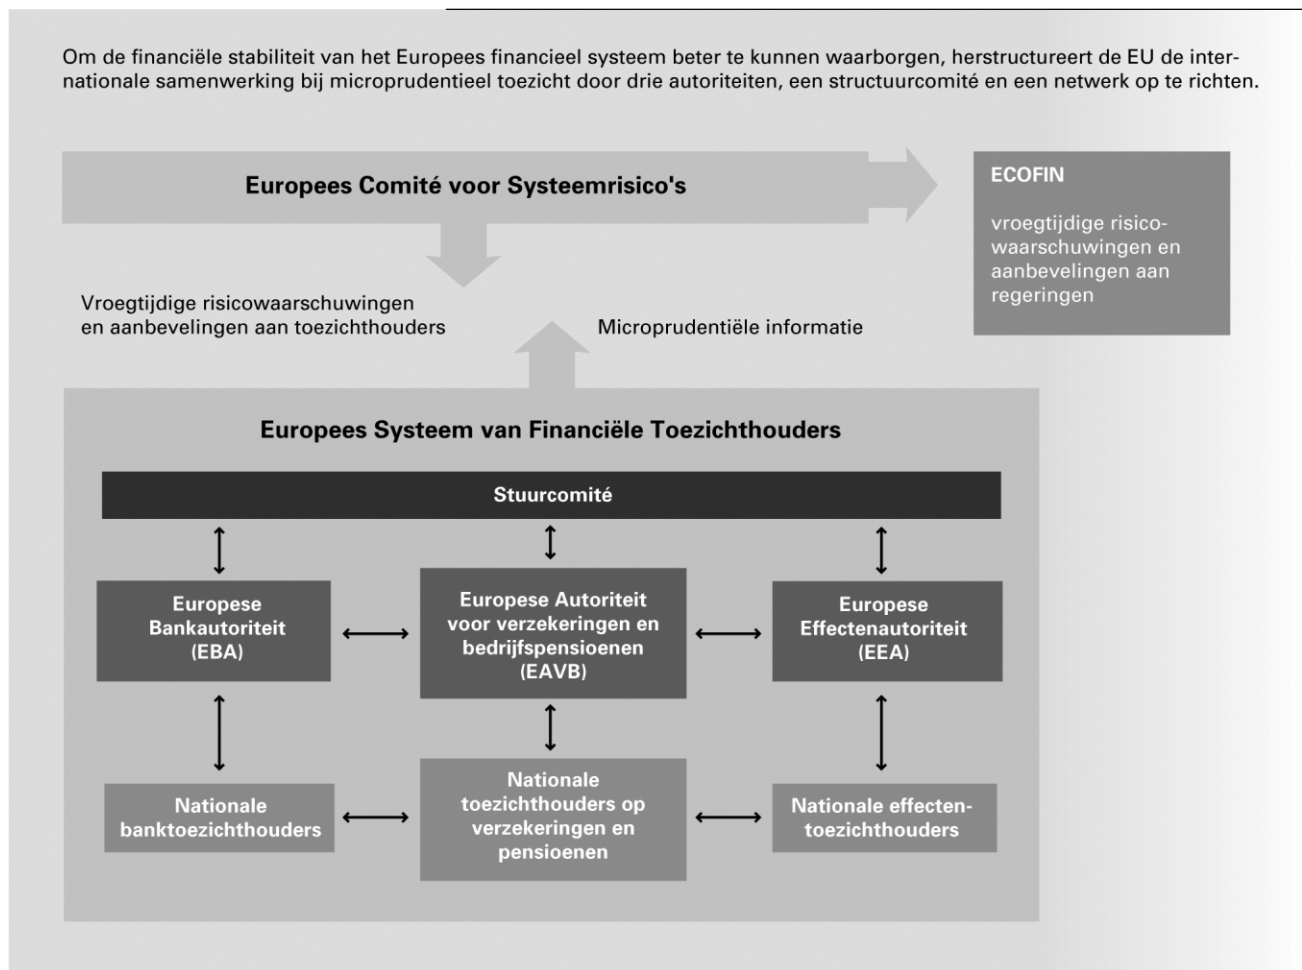 Om de financiële stabiliteit van het Europees financieel systeem beter te kunnen waarborgen, herstructureert de EU de inter-
nationale samenwerking bij microprudentieel toezicht door drie autoriteiten, een structuurcomité en een netwerk op te richten.
Europees Comité voor Systeemrisico's
ECOFIN
vroegtijdige risico-
waarschuwingen en
aanbevelingen aan
regeringen
Vroegtijdige risicowaarschuwingen
en aanbevelingen aan toezichthouders
Microprudentiële informatie
Europees Systeem van Financiële Toezichthouders
Stuurcomité
Europese
Bankautoriteit
(EBA)
Europese Autoriteit
voor verzekeringen en
bedrijfspensioenen
(EAVB)
Europese
Effectenautoriteit
(EEA)
Nationale
banktoezichthouders
Nationale
toezichthouders op
verzekeringen en
pensioenen
Nationale effecten-
toezichthouders